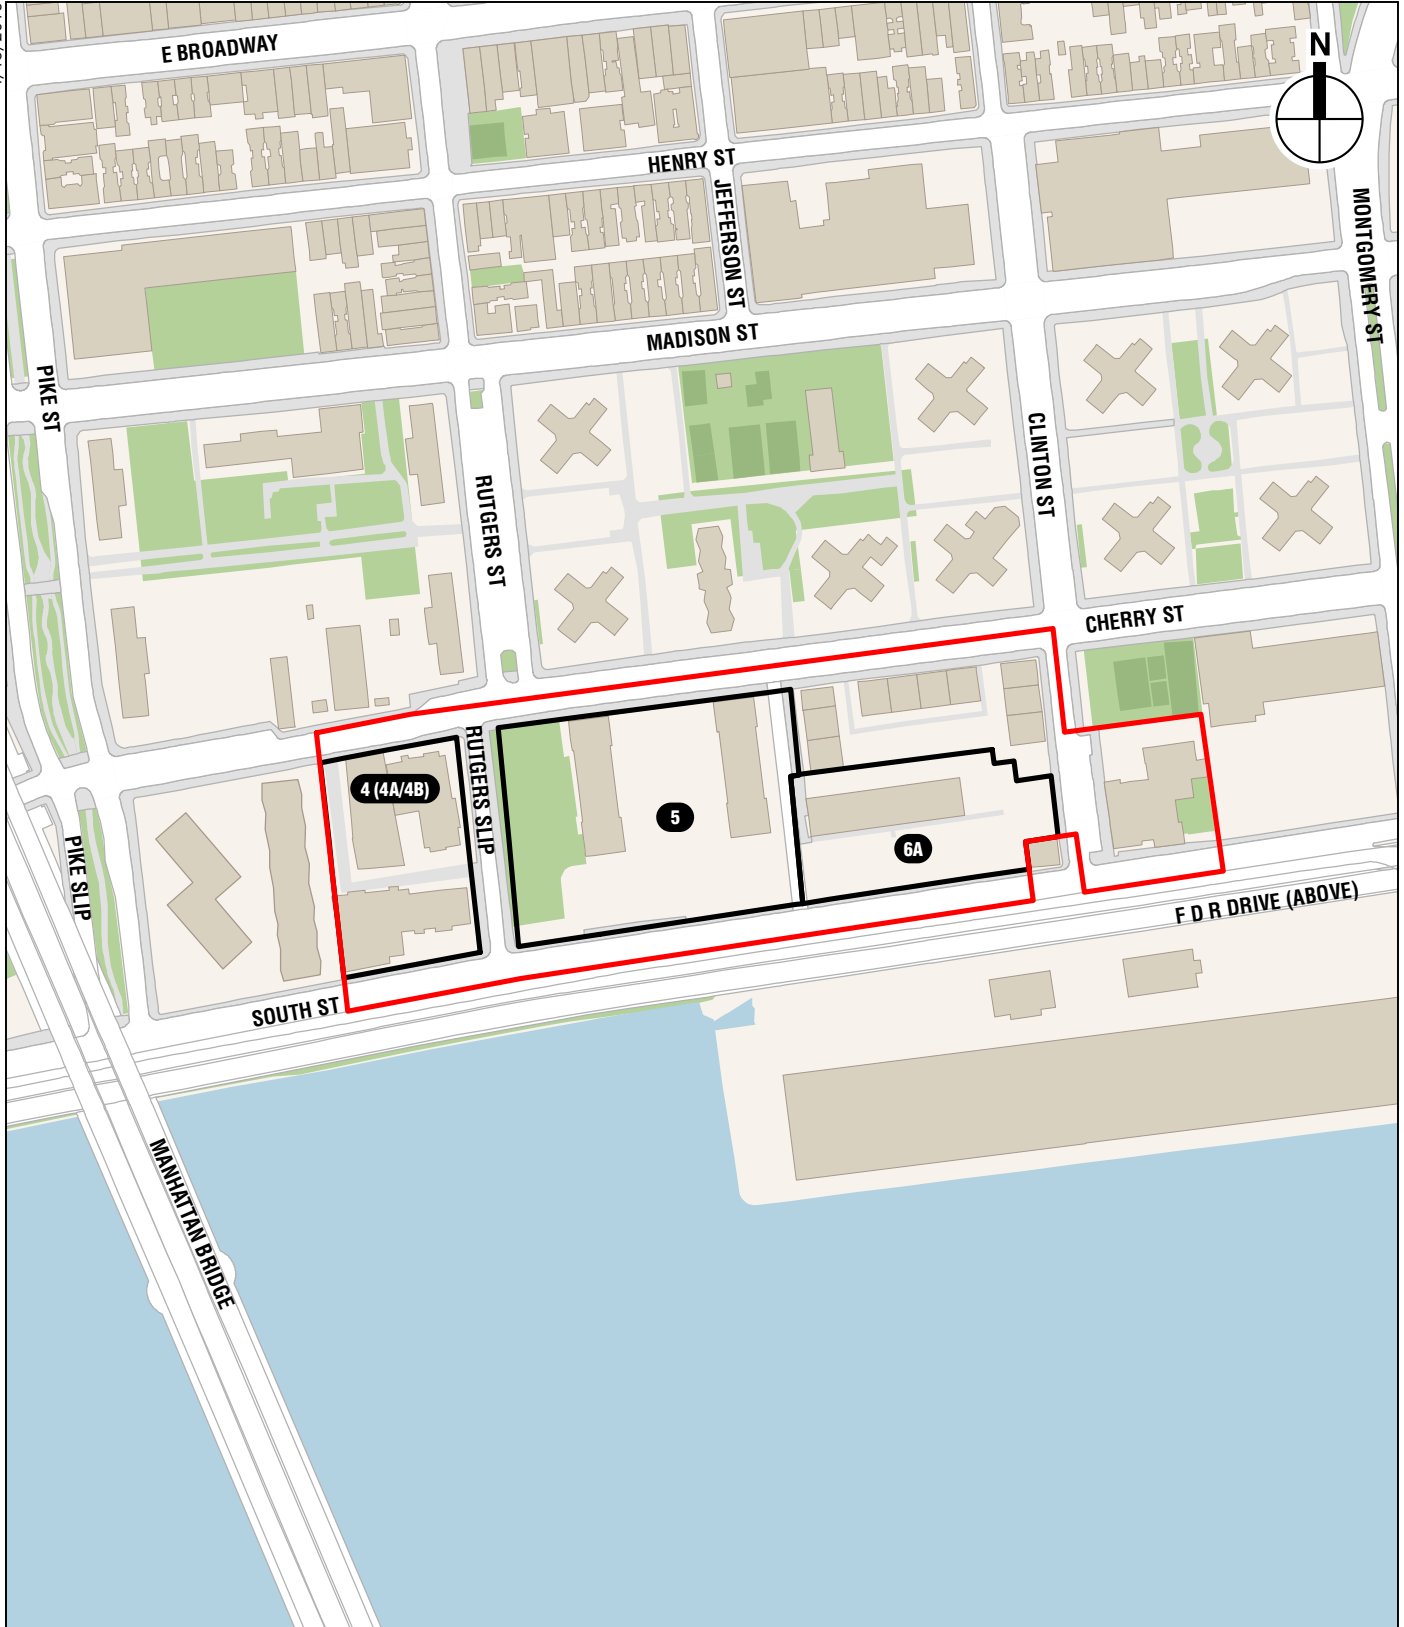 E BROADWAY
N
HENRY ST
JEFFERSON ST
MONTGOMERY ST
MADISON ST
PIKE ST
CLINTON ST
RUTGERS ST
CHERRY ST
RUTGERS SLIP
4 (4A/4B)
5
6A
PIKE SLIP
F D R DRIVE (ABOVE)
SOUTH ST
MANHATTAN BRIDGE